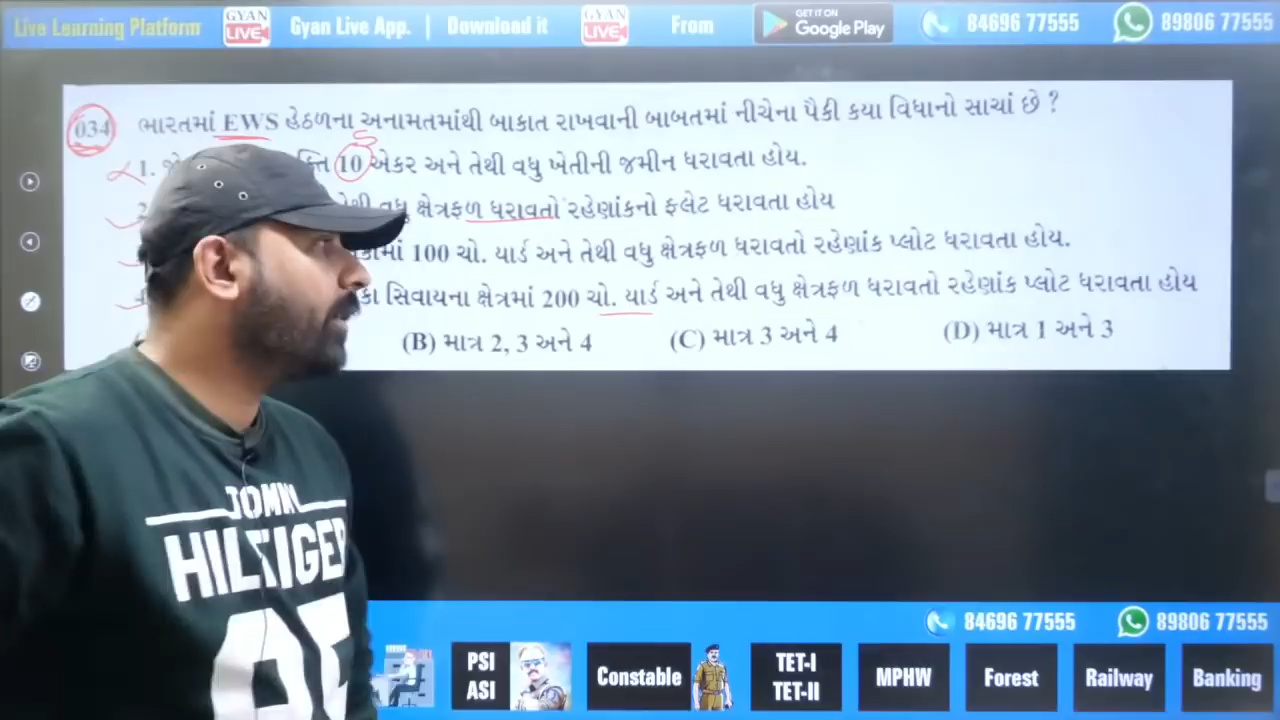 Live Learning Platform
GYAN LIVE
Gyan Live App. | Download it
GYAN LIVE
From
GET IT ON
Google Play
84696 77555
89806 77555
034
ભારતમાં EWS હેઠળના અનામતમાંથી બાકાત રાખવાની બાબતમાં નીચેના પૈકી કયા વિધાનો સાચાં છે ?
5
1. 10 એકર અને તેથી વધુ ખેતીની જમીન ધરાવતા હોય.
વધુ ક્ષેત્રફળ ધરાવતો રહેણાંકનો ફલેટ ધરાવતા હોય
100 ચો. યાર્ડ અને તેથી વધુ ક્ષેત્રફળ ધરાવતો રહેણાંક પ્લોટ ધરાવતા હોય.
સિવાયના ક્ષેત્રમાં 200 ચો. યાર્ડ અને તેથી વધુ ક્ષેત્રફળ ધરાવતો રહેણાંક પ્લોટ ધરાવતા હોય
(B) માત્ર 2, 3 અને 4 (C) માત્ર 3 અને 4 (D) માત્ર 1 અને 3
HILFIGER
84696 77555
89806 77555
PSI
ASI
Constable
TET-I
TET-II
MPHW
Forest
Railway
Banking